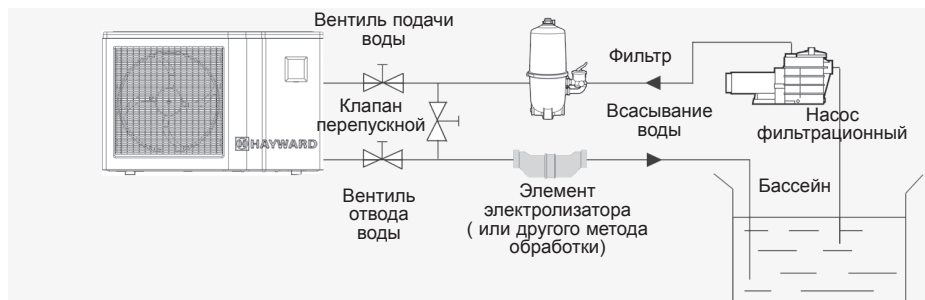 Вентиль подачи
воды
Фильтр
Клапан
перепускной
Всасывание
воды
Насос
фильтрационный
HAYWARD
Вентиль
отвода
воды
Элемент
электролизатора
( или другого метода
обработки)
Бассейн